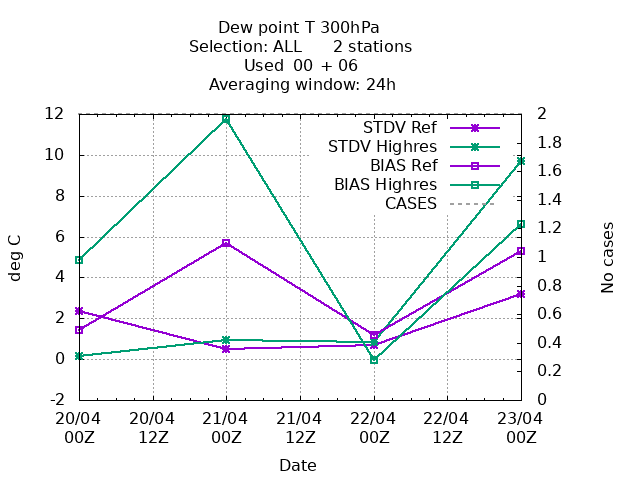 Dew point T 300hPa
Selection: ALL 2 stations
Used 00 + 06
Averaging window: 24h
STDV Ref
STDV Highres
BIAS Ref
BIAS Highres
CASES
12
10
8
6
4
2
0
-2
deg C
2
1.8
1.6
1.4
1.2
1
0.8
0.6
0.4
0.2
0
No cases
20/04 20/04 21/04 21/04 22/04 22/04 23/04
00Z 12Z 00Z 12Z 00Z 12Z 00Z
Date